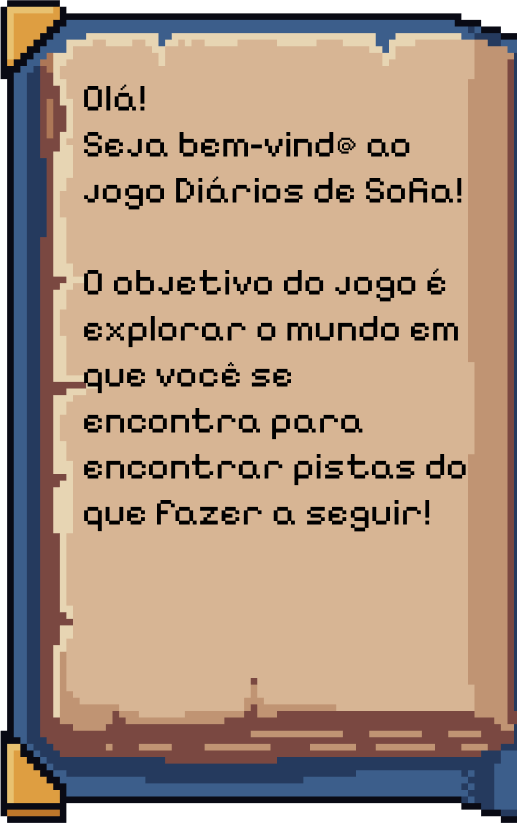 Olá!
Seja bem-vind@ ao
jogo Diários de Sofia!
O objetivo do jogo é
explorar o mundo em
que você se
encontra para
encontrar pistas do
que fazer a seguir!